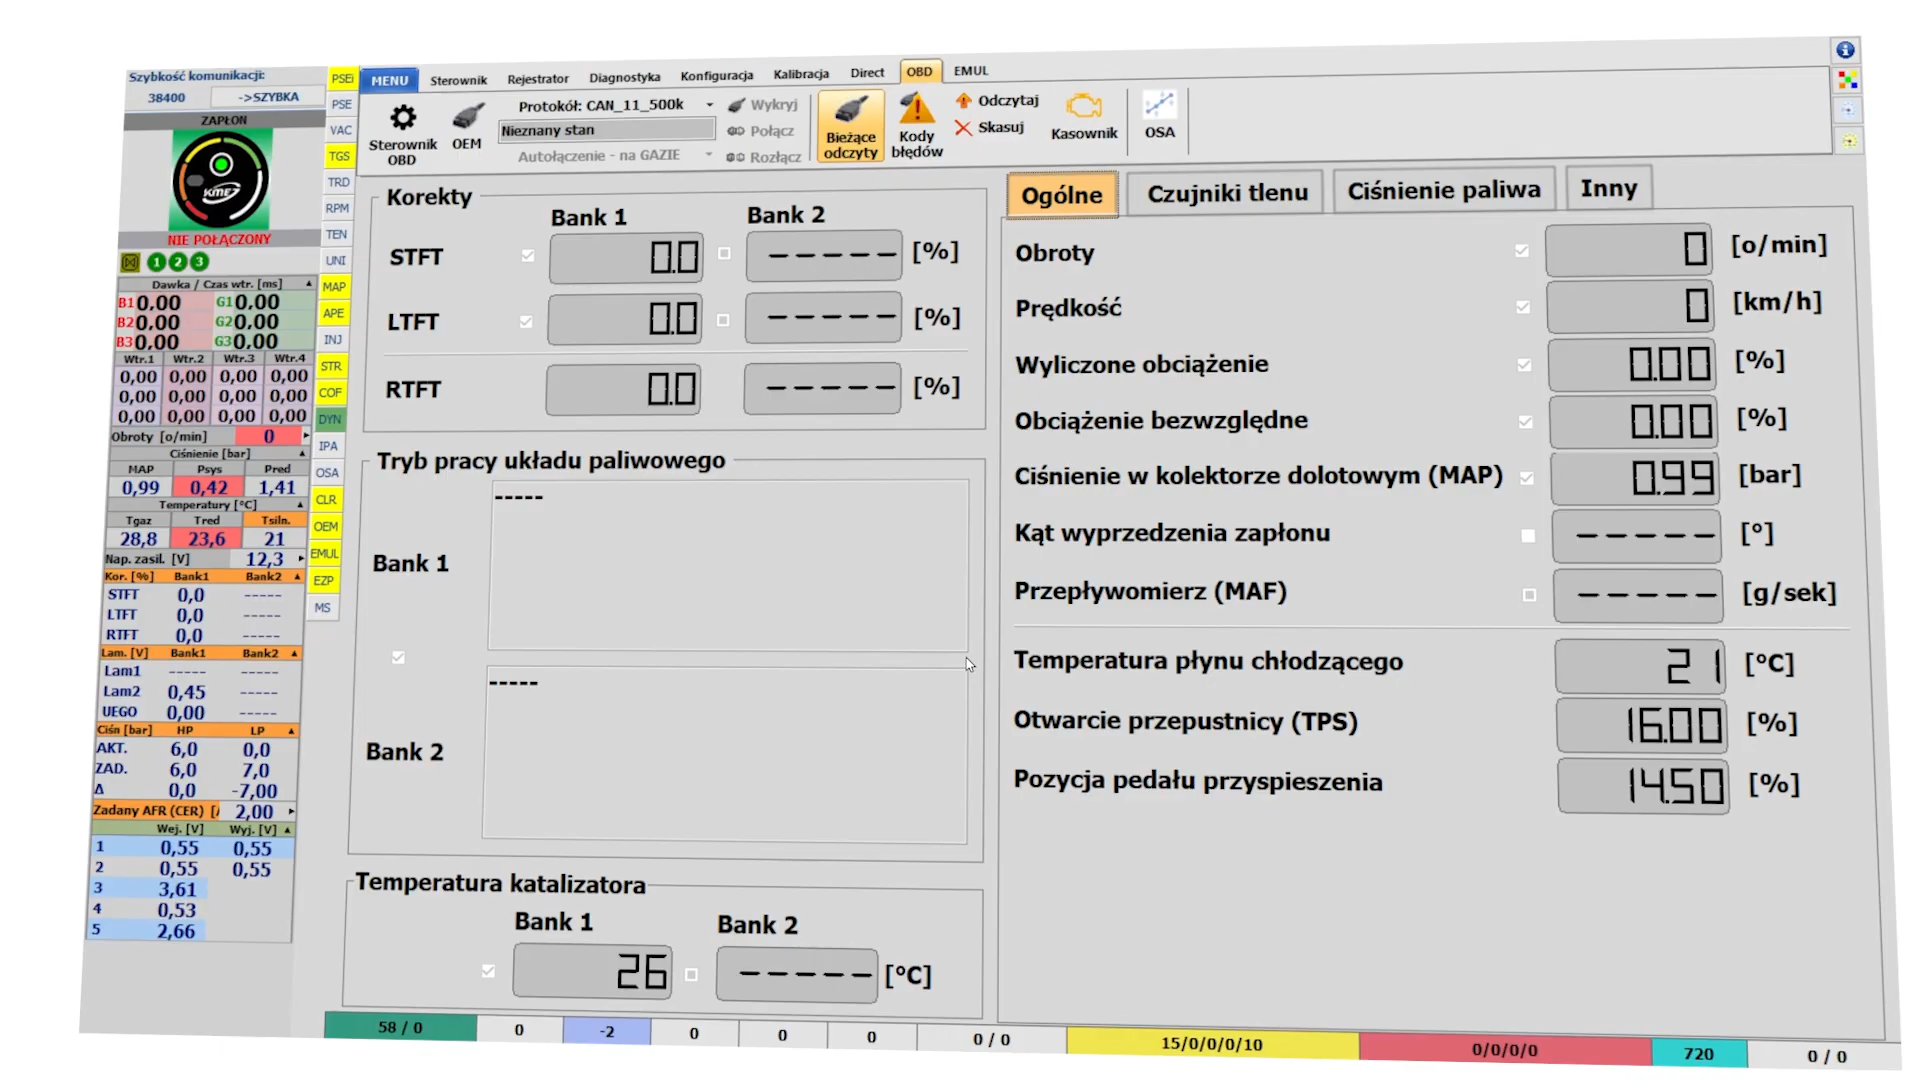 Szybkość komunikacji:
38400 ->SZYBKA
ZAPŁON
KME
NIE POŁĄCZONY
1 2 3
Dawka / Czas wtr. [ms]
B1 0,00 G1 0,00
B2 0,00 G2 0,00
B3 0,00 G3 0,00
Wtr.1 Wtr.2 Wtr.3 Wtr.4
0,00 0,00 0,00 0,00
0,00 0,00 0,00 0,00
0,00 0,00 0,00 0,00
Obroty [o/min] 0
Ciśnienie [bar]
MAP Psys Pred
0,99 0,42 1,41
Temperatury [°C]
Tgaz Tred Tsiln.
28,8 23,6 21
Nap. zasil. [V] 12,3
Kor. [%] Bank1 Bank2
STFT 0,0 -----
LTFT 0,0 -----
RTFT 0,0 -----
Lam. [V] Bank1 Bank2
Lam1 ----- -----
Lam2 0,45 -----
UEGO 0,00 -----
Ciśn [bar] HP LP
AKT. 6,0 0,0
ZAD. 6,0 7,0
Δ 0,0 -7,00
Zadany AFR (CER) [ 2,00
Wej. [V] Wyj. [V]
1 0,55 0,55
2 0,55 0,55
3 3,61
4 0,53
5 2,66
PSEi
PSE
VAC
TGS
TRD
RPM
TEN
UNI
MAP
APE
INJ
STR
COF
DYN
IPA
OSA
CLR
OEM
EMUL
EZP
MS
MENU Sterownik Rejestrator Diagnostyka Konfiguracja Kalibracja Direct OBD EMUL
Sterownik OBD
OEM
Protokół: CAN_11_500k
Nieznany stan
Autołączenie - na GAZIE
Wykryj
Połącz
Rozłącz
Bieżące odczyty
Kody błędów
Odczytaj
Skasuj
Kasownik
OSA
Korekty
Bank 1 Bank 2
STFT 0.0 ----- [%]
LTFT 0.0 ----- [%]
RTFT 0.0 ----- [%]
Tryb pracy układu paliwowego
Bank 1 -----
Bank 2 -----
Temperatura katalizatora
Bank 1 Bank 2
26 ----- [°C]
Ogólne Czujniki tlenu Ciśnienie paliwa Inny
Obroty 0 [o/min]
Prędkość 0 [km/h]
Wyliczone obciążenie 0.00 [%]
Obciążenie bezwzględne 0.00 [%]
Ciśnienie w kolektorze dolotowym (MAP) 0.99 [bar]
Kąt wyprzedzenia zapłonu ----- [°]
Przepływomierz (MAF) ----- [g/sek]
Temperatura płynu chłodzącego 21 [°C]
Otwarcie przepustnicy (TPS) 16.00 [%]
Pozycja pedału przyspieszenia 14.50 [%]
58 / 0 0 -2 0 0 0 0 / 0 15/0/0/0/10 0/0/0/0 720 0 / 0